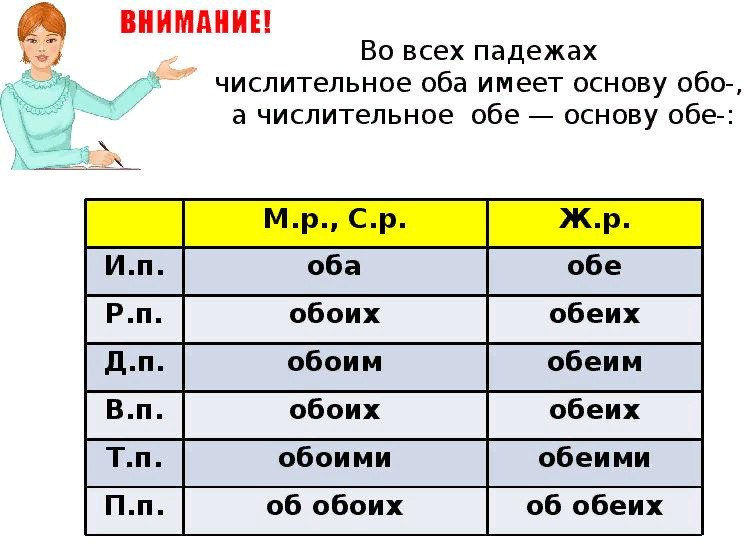 ВНИМАНИЕ!
Во всех падежах
числительное оба имеет основу обо-,
а числительное обе — основу обе-:
М.р., С.р. Ж.р.
И.п. оба обе
Р.п. обоих обеих
Д.п. обоим обеим
В.п. обоих обеих
Т.п. обоими обеими
П.п. об обоих об обеих